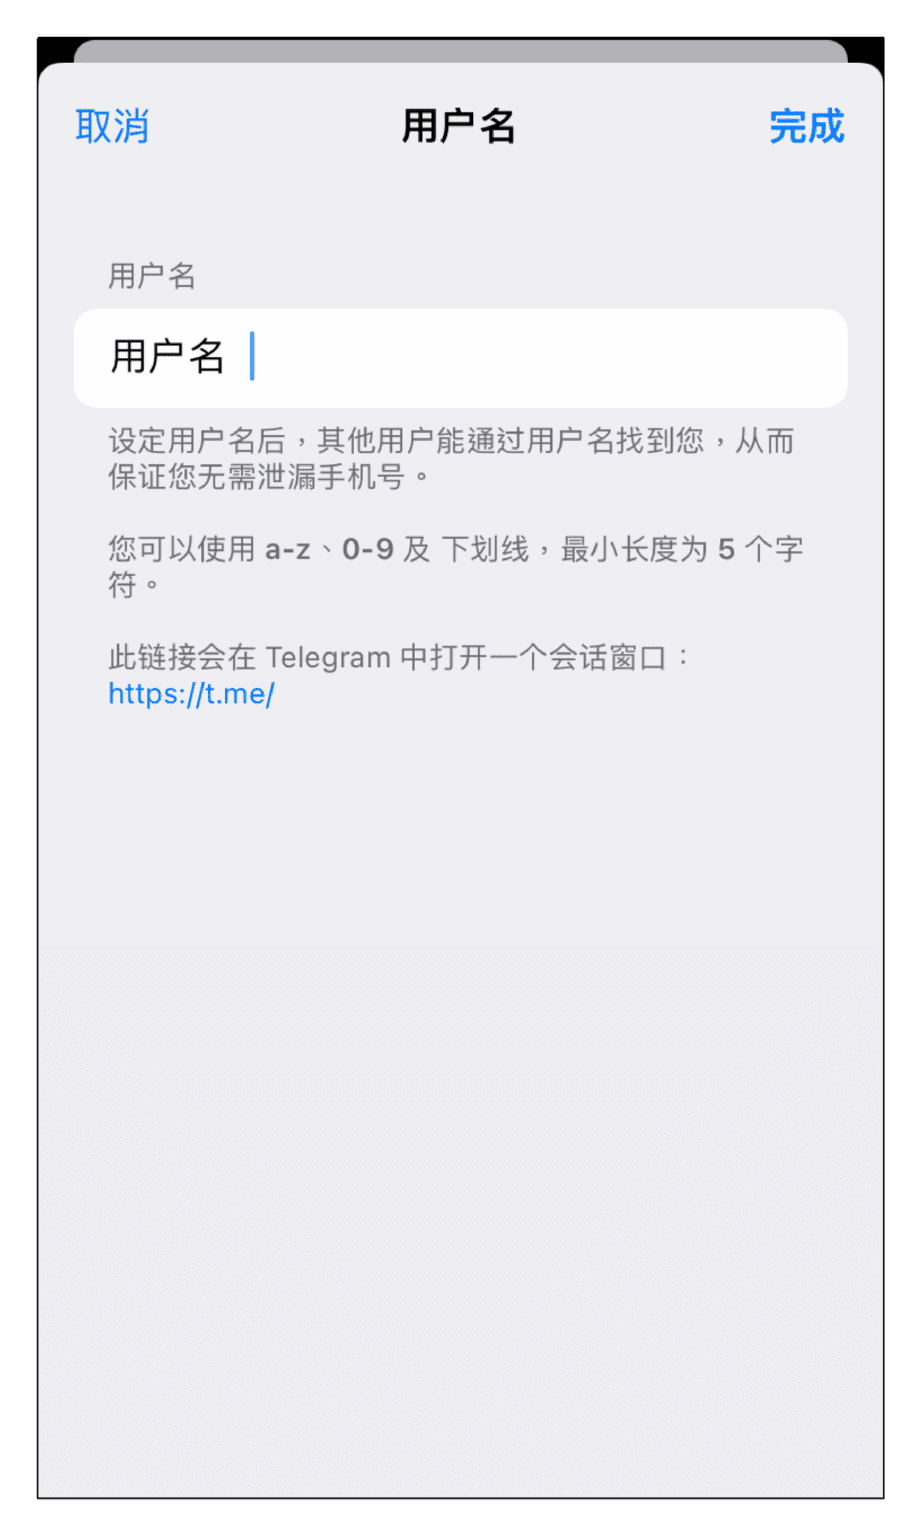 取消 用户名 完成
用户名
用户名
设定用户名后，其他用户能通过用户名找到您，从而
保证您无需泄漏手机号。
您可以使用 a-z、0-9 及 下划线，最小长度为 5 个字
符。
此链接会在 Telegram 中打开一个会话窗口：
https://t.me/